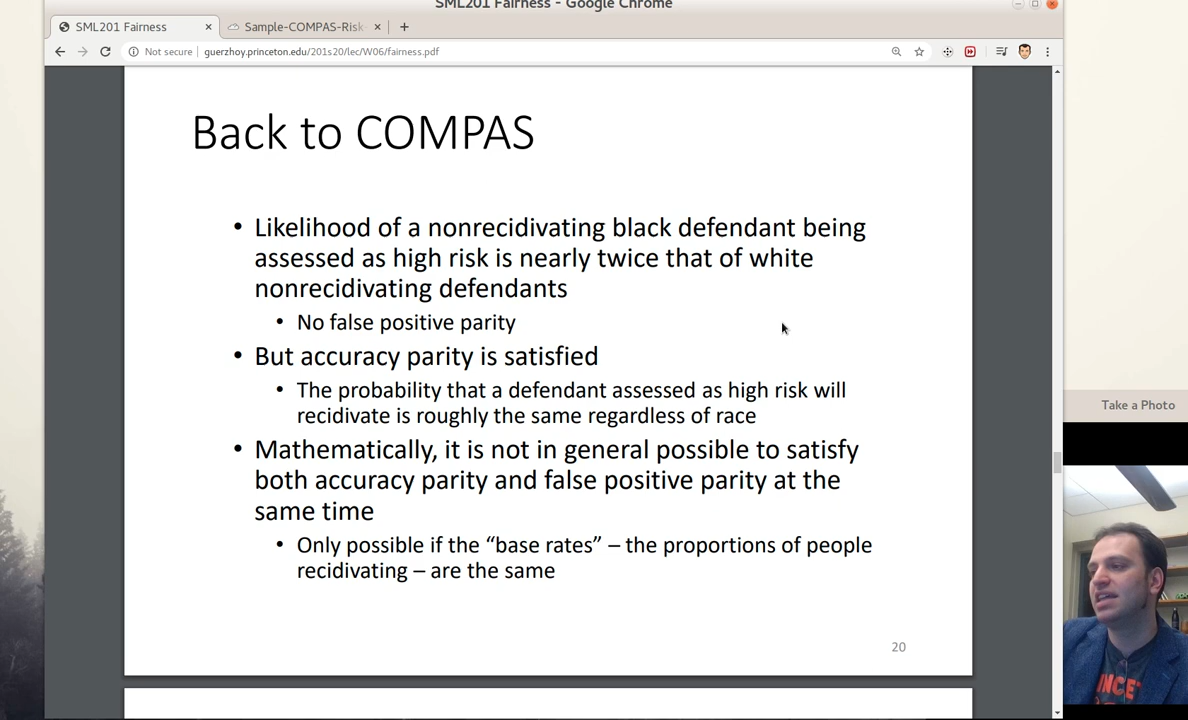 SML201 Fairness - Google Chrome
SML201 Fairness
Sample-COMPAS-Risk
Not secure
guerzhoy.princeton.edu/201s20/lec/W06/fairness.pdf
Back to COMPAS
• Likelihood of a nonrecidivating black defendant being
assessed as high risk is nearly twice that of white
nonrecidivating defendants
• No false positive parity
• But accuracy parity is satisfied
• The probability that a defendant assessed as high risk will
recidivate is roughly the same regardless of race
• Mathematically, it is not in general possible to satisfy
both accuracy parity and false positive parity at the
same time
• Only possible if the “base rates” – the proportions of people
recidivating – are the same
20
Take a Photo